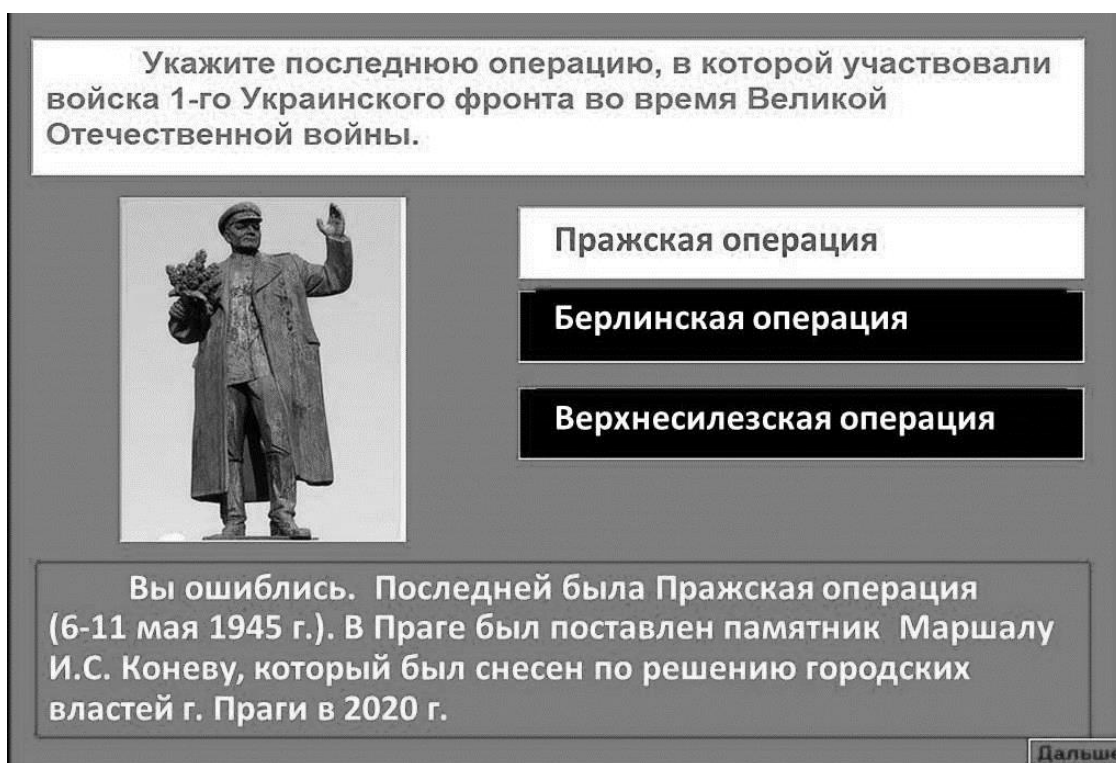 Укажите последнюю операцию, в которой участвовали
войска 1-го Украинского фронта во время Великой
Отечественной войны.
Пражская операция
Берлинская операция
Верхнесилезская операция
Вы ошиблись. Последней была Пражская операция
(6-11 мая 1945 г.). В Праге был поставлен памятник Маршалу
И.С. Коневу, который был снесен по решению городских
властей г. Праги в 2020 г.
Дальше